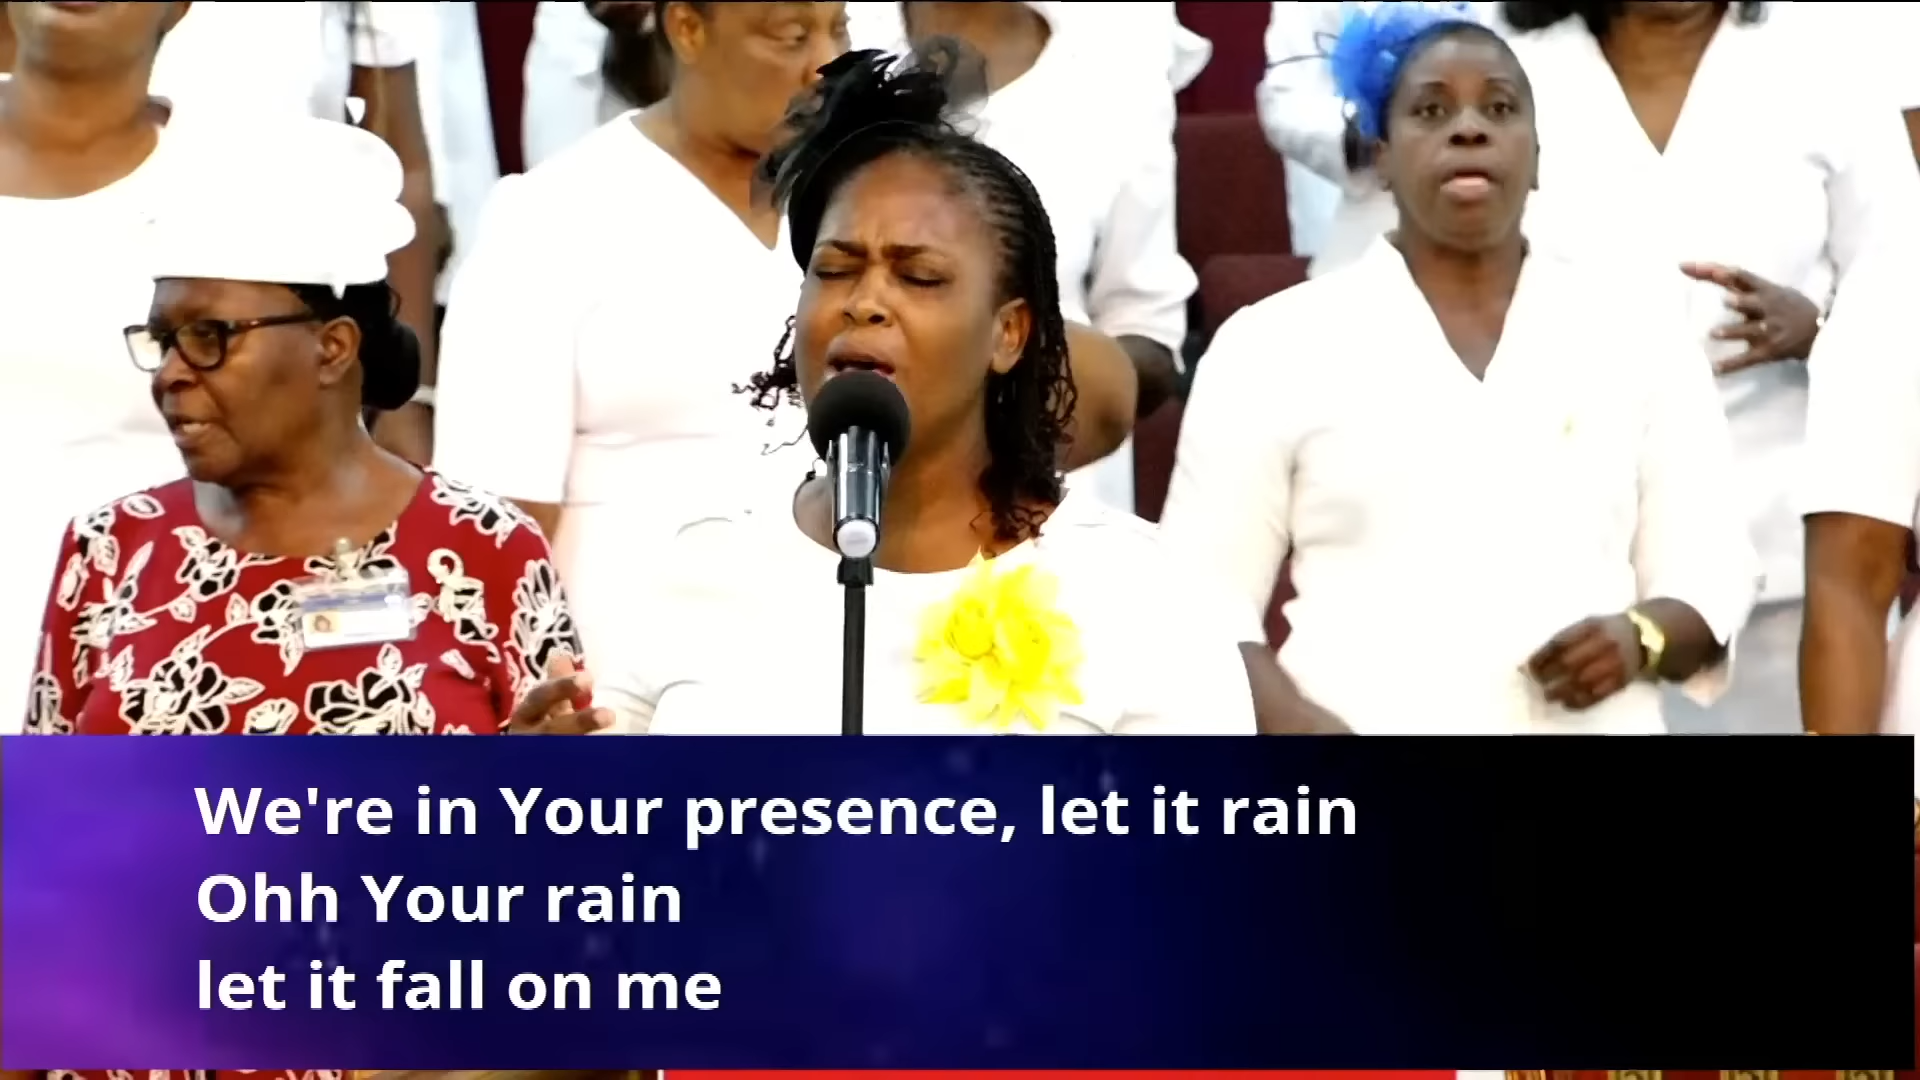 We're in Your presence, let it rain
Ohh Your rain
let it fall on me